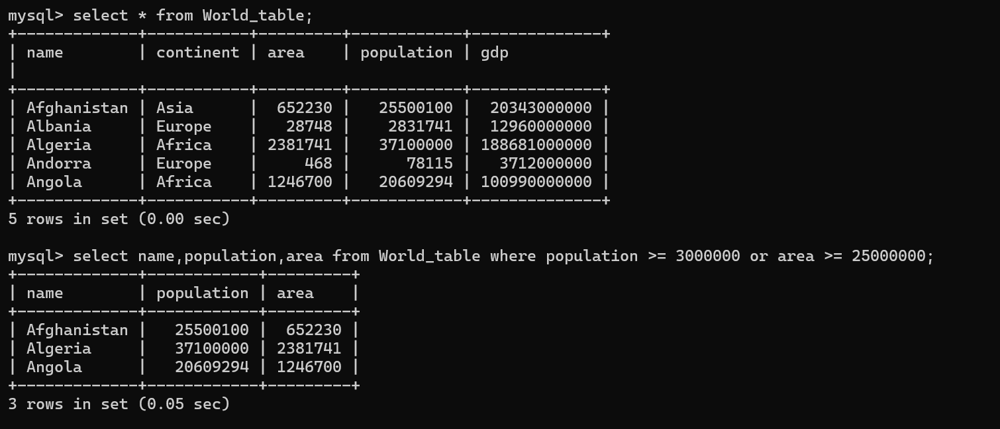 mysql> select * from World_table;
+-------------+-----------+---------+------------+--------------+
| name        | continent | area    | population | gdp
|
+-------------+-----------+---------+------------+--------------+
| Afghanistan | Asia      |  652230 |   25500100 |  20343000000 |
| Albania     | Europe    |   28748 |    2831741 |  12960000000 |
| Algeria     | Africa    | 2381741 |   37100000 | 188681000000 |
| Andorra     | Europe    |     468 |      78115 |   3712000000 |
| Angola      | Africa    | 1246700 |   20609294 | 100990000000 |
+-------------+-----------+---------+------------+--------------+
5 rows in set (0.00 sec)

mysql> select name,population,area from World_table where population >= 3000000 or area >= 25000000;
+-------------+------------+---------+
| name        | population | area    |
+-------------+------------+---------+
| Afghanistan |   25500100 |  652230 |
| Algeria     |   37100000 | 2381741 |
| Angola      |   20609294 | 1246700 |
+-------------+------------+---------+
3 rows in set (0.05 sec)